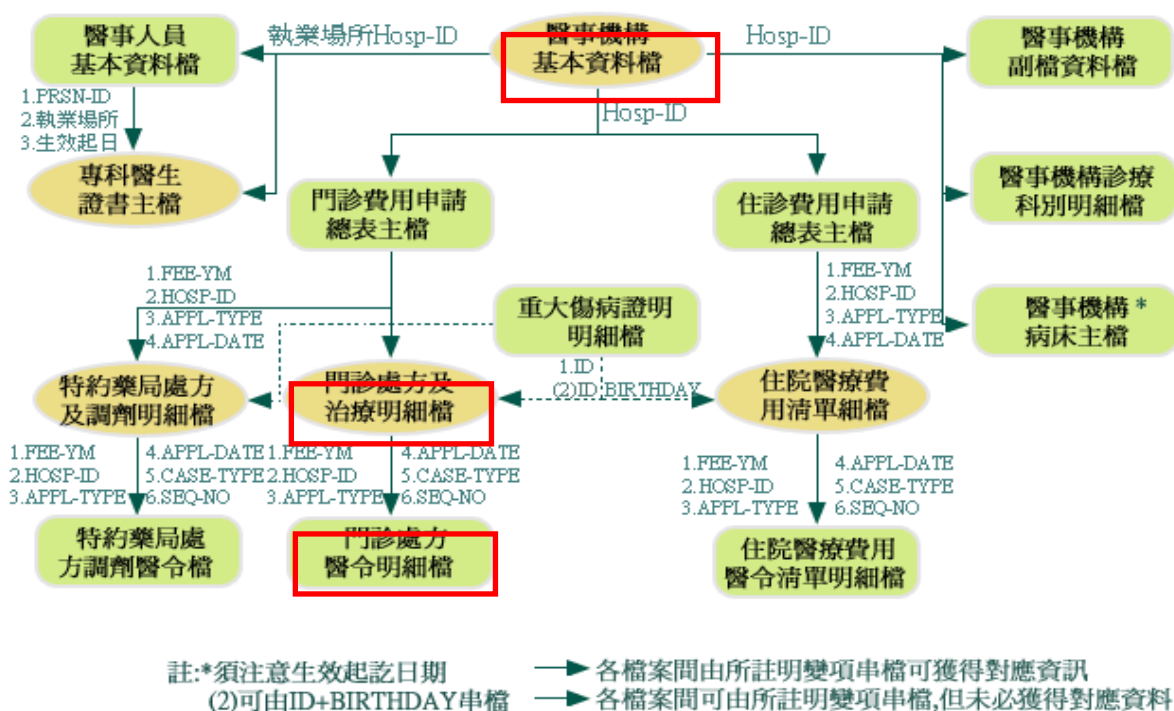 醫事人員
基本資料檔
執業場所Hosp-ID
醫事機構
基本資料檔
Hosp-ID
醫事機構
副檔資料檔
1.PRSN-ID
2.執業場所
3.生效起日
Hosp-ID
專科醫生
證書主檔
門診費用申請
總表主檔
住診費用申請
總表主檔
醫事機構診療
科別明細檔
1.FEE-YM
2.HOSP-ID
3.APPL-TYPE
4.APPL-DATE
重大傷病證明
明細檔
1.FEE-YM
2.HOSP-ID
3.APPL-TYPE
4.APPL-DATE
醫事機構 *
病床主檔
1.ID
(2)ID,BIRTHDAY
特約藥局處方
及調劑明細檔
門診處方及
治療明細檔
住院醫療費
用清單細檔
1.FEE-YM
2.HOSP-ID
3.APPL-TYPE
4.APPL-DATE
5.CASE-TYPE
6.SEQ-NO
1.FEE-YM
2.HOSP-ID
3.APPL-TYPE
4.APPL-DATE
5.CASE-TYPE
6.SEQ-NO
1.FEE-YM
2.HOSP-ID
3.APPL-TYPE
4.APPL-DATE
5.CASE-TYPE
6.SEQ-NO
特約藥局處
方調劑醫令檔
門診處方
醫令明細檔
住院醫療費用
醫令清單明細檔
註:*須注意生效起訖日期
各檔案間由所註明變項串檔可獲得對應資訊
(2)可由ID+BIRTHDAY串檔
各檔案間可由所註明變項串檔,但未必獲得對應資料